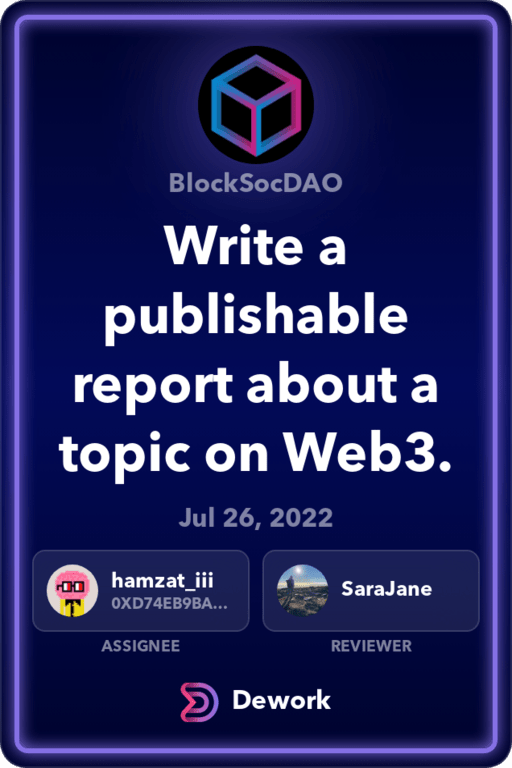 BlockSocDAO
Write a
publishable
report about a
topic on Web3.
Jul 26, 2022
hamzat_iii
0XD74EB9BA...
SaraJane
ASSIGNEE
REVIEWER
Dework